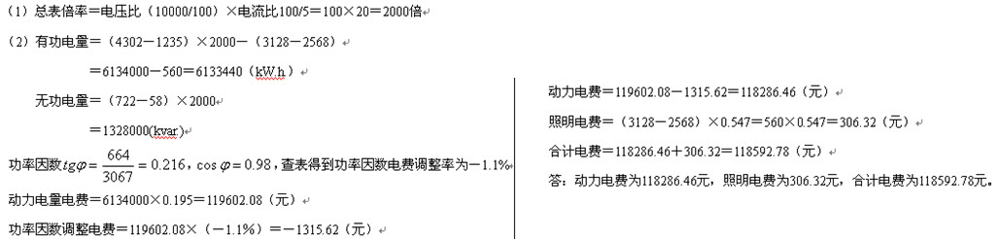 （1）总表倍率＝电压比（10000/100）×电流比100/5＝100×20＝2000倍
（2）有功电量＝（4302－1235）×2000－（3128－2568）
＝6134000－560＝6133440（kW.h）
无功电量＝（722－58）×2000
＝1328000(kvar)
功率因数tgφ＝664/3067＝0.216，cosφ＝0.98，查表得到功率因数电费调整率为－1.1%
动力电量电费＝6134000×0.195＝119602.08（元）
功率因数调整电费＝119602.08×（－1.1%）＝－1315.62（元）
动力电费＝119602.08－1315.62＝118286.46（元）
照明电费＝（3128－2568）×0.547＝560×0.547＝306.32（元）
合计电费＝118286.46＋306.32＝118592.78（元）
答：动力电费为118286.46元，照明电费为306.32元，合计电费为118592.78元。